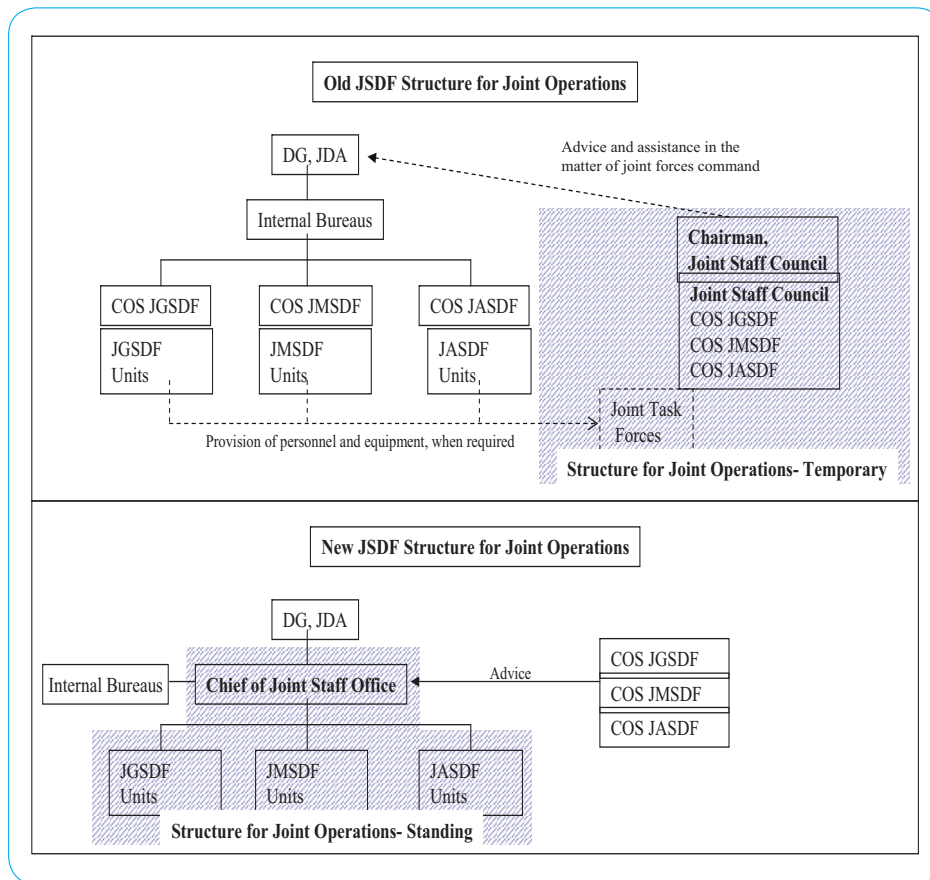 Old JSDF Structure for Joint Operations
Advice and assistance in the
matter of joint forces command
DG, JDA
Internal Bureaus
Chairman,
Joint Staff Council
Joint Staff Council
COS JGSDF
COS JMSDF
COS JASDF
COS JGSDF
COS JMSDF
COS JASDF
JGSDF
Units
JMSDF
Units
JASDF
Units
Joint Task
Forces
Provision of personnel and equipment, when required
Structure for Joint Operations- Temporary
New JSDF Structure for Joint Operations
DG, JDA
Internal Bureaus
Chief of Joint Staff Office
Advice
COS JGSDF
COS JMSDF
COS JASDF
JGSDF
Units
JMSDF
Units
JASDF
Units
Structure for Joint Operations- Standing